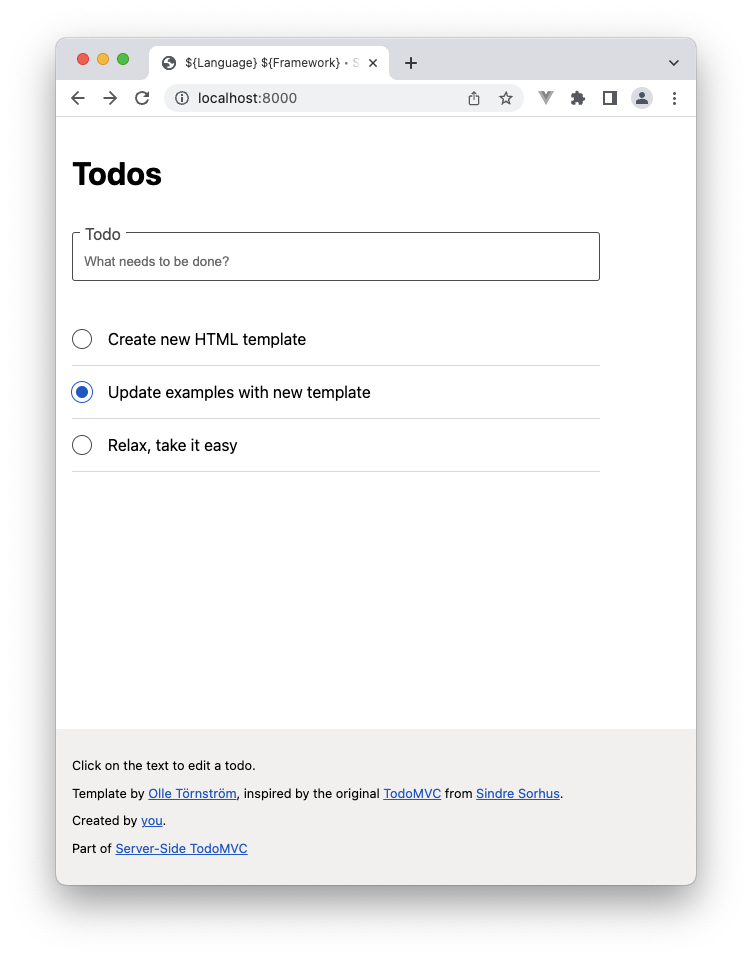 ${Language} ${Framework} • S
localhost:8000
Todos
Todo
What needs to be done?
Create new HTML template
Update examples with new template
Relax, take it easy
Click on the text to edit a todo.
Template by Olle Törnström, inspired by the original TodoMVC from Sindre Sorhus.
Created by you.
Part of Server-Side TodoMVC